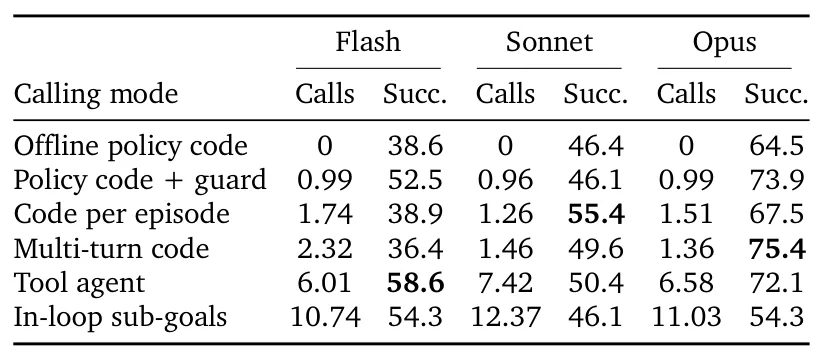 Flash Sonnet Opus
Calling mode Calls Succ. Calls Succ. Calls Succ.
Offline policy code 0 38.6 0 46.4 0 64.5
Policy code + guard 0.99 52.5 0.96 46.1 0.99 73.9
Code per episode 1.74 38.9 1.26 55.4 1.51 67.5
Multi-turn code 2.32 36.4 1.46 49.6 1.36 75.4
Tool agent 6.01 58.6 7.42 50.4 6.58 72.1
In-loop sub-goals 10.74 54.3 12.37 46.1 11.03 54.3